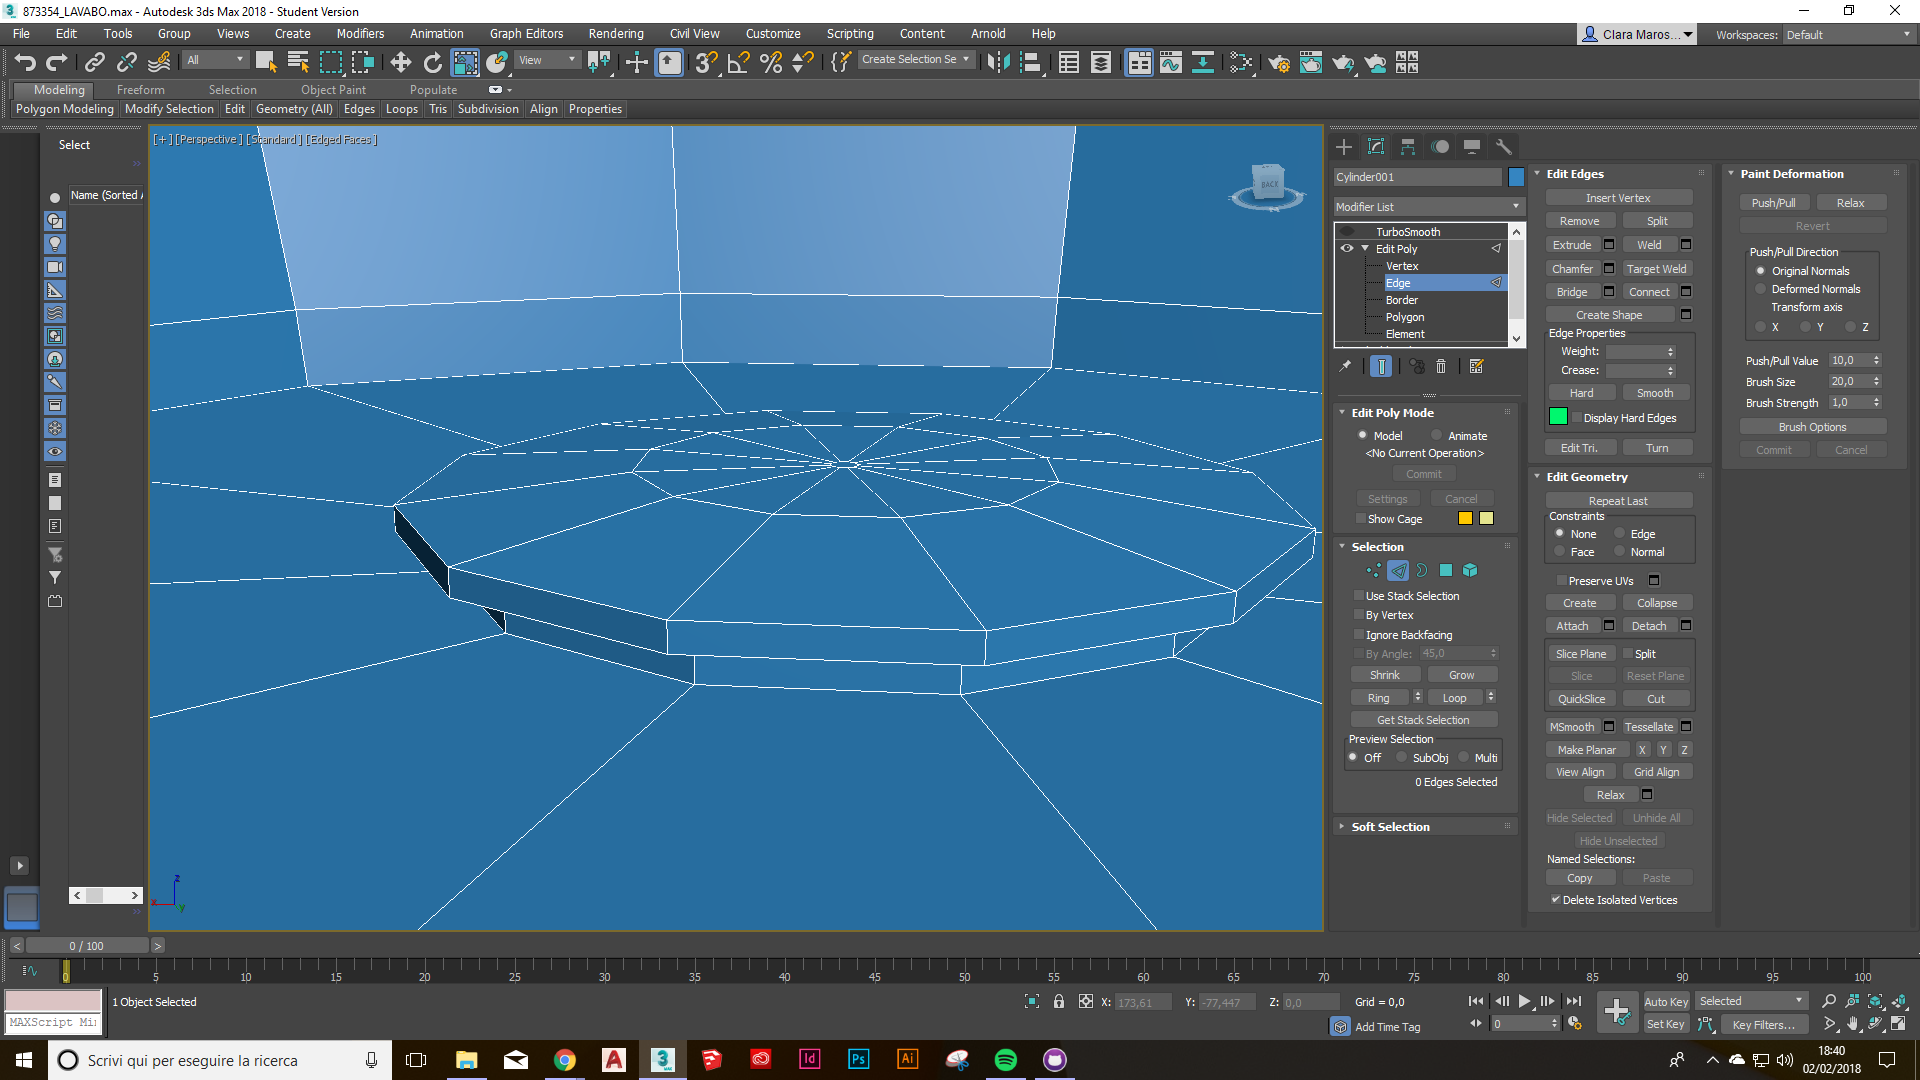 873354_LAVABO.max - Autodesk 3ds Max 2018 - Student Version
File Edit Tools Group Views Create Modifiers Animation Graph Editors Rendering Civil View Customize Scripting Content Arnold Help
Clara Maros... Workspaces: Default
All View Create Selection Se
Modeling Freeform Selection Object Paint Populate
Polygon Modeling Modify Selection Edit Geometry (All) Edges Loops Tris Subdivision Align Properties
Select
Name (Sorted A
[+] [Perspective] [Standard] [Edged Faces]
BACK
z
x
y
Cylinder001
Modifier List
TurboSmooth
Edit Poly
Vertex
Edge
Border
Polygon
Element
Edit Poly Mode
Model Animate
<No Current Operation>
Commit
Settings Cancel
Show Cage
Selection
Use Stack Selection
By Vertex
Ignore Backfacing
By Angle: 45,0
Shrink Grow
Ring Loop
Get Stack Selection
Preview Selection
Off SubObj Multi
0 Edges Selected
Soft Selection
Edit Edges
Insert Vertex
Remove Split
Extrude Weld
Chamfer Target Weld
Bridge Connect
Create Shape
Edge Properties
Weight:
Crease:
Hard Smooth
Display Hard Edges
Edit Tri. Turn
Edit Geometry
Repeat Last
Constraints
None Edge
Face Normal
Preserve UVs
Create Collapse
Attach Detach
Slice Plane Split
Slice Reset Plane
QuickSlice Cut
MSmooth Tessellate
Make Planar X Y Z
View Align Grid Align
Relax
Hide Selected Unhide All
Hide Unselected
Named Selections:
Copy Paste
Delete Isolated Vertices
Paint Deformation
Push/Pull Relax
Revert
Push/Pull Direction
Original Normals
Deformed Normals
Transform axis
X Y Z
Push/Pull Value 10,0
Brush Size 20,0
Brush Strength 1,0
Brush Options
Commit Cancel
< 0 / 100 >
0 5 10 15 20 25 30 35 40 45 50 55 60 65 70 75 80 85 90 95 100
1 Object Selected
X: 173,61 Y: -77,447 Z: 0,0 Grid = 0,0
Auto Key Selected
MAXScript Mi
Add Time Tag
0
Set Key Key Filters...
Scrivi qui per eseguire la ricerca
18:40
02/02/2018